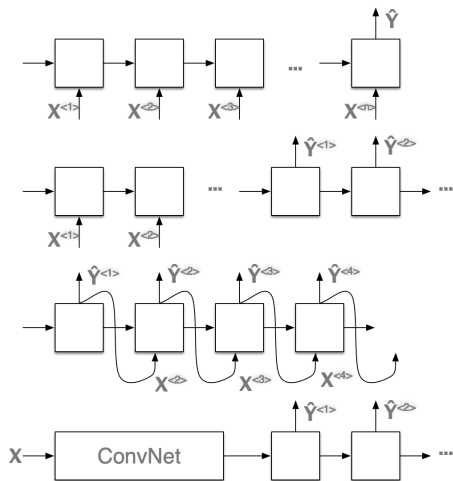 Ŷ
...
X<1> X<2> X<3> X<n>
Ŷ<1> Ŷ<2>
... ...
X<1> X<2>
Ŷ<1> Ŷ<2> Ŷ<3> Ŷ<4>
X<2> X<3> X<4>
Ŷ<1> Ŷ<2>
X ConvNet ...